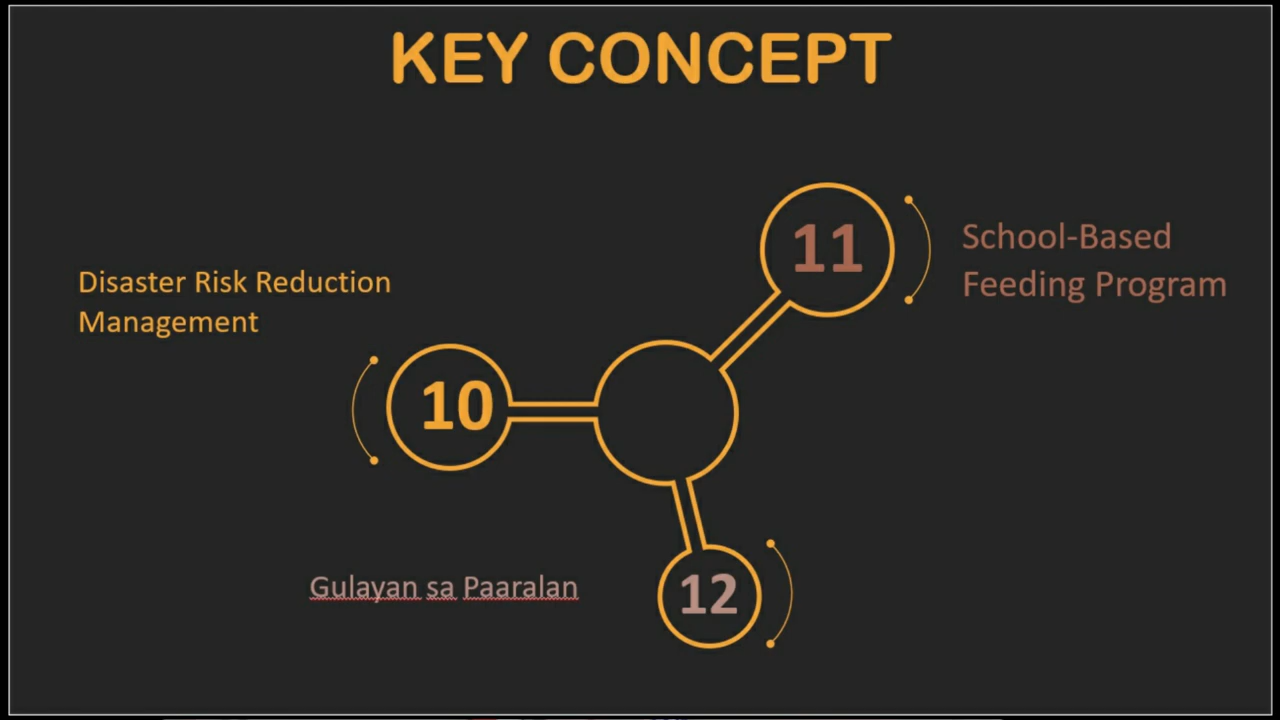 KEY CONCEPT
11
School-Based
Feeding Program
Disaster Risk Reduction
Management
10
Gulayan sa Paaralan
12